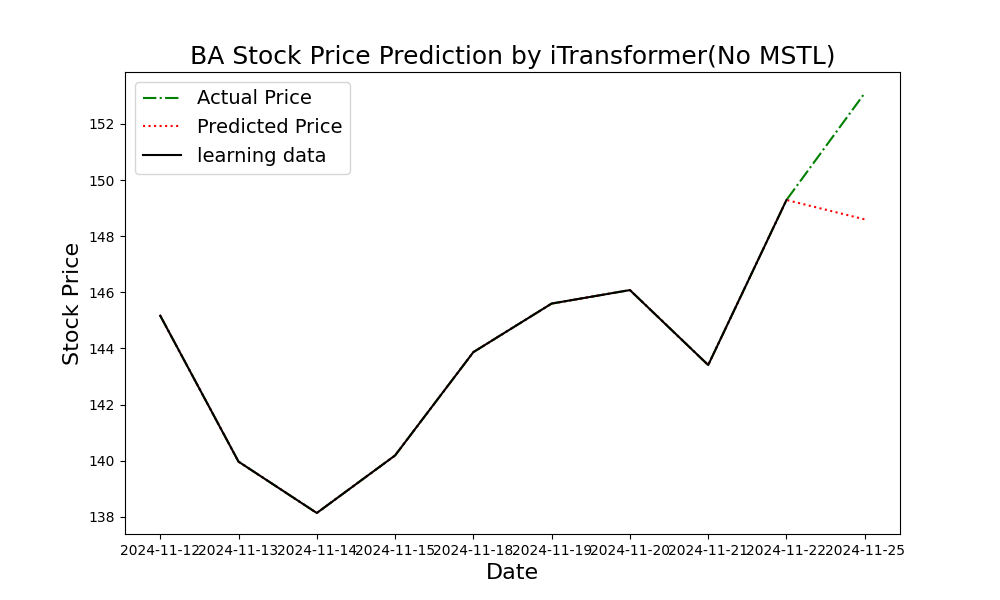 BA Stock Price Prediction by iTransformer(No MSTL)
Actual Price
Predicted Price
learning data
152
150
148
146
144
142
140
138
Stock Price
2024-11-12 2024-11-13 2024-11-14 2024-11-15 2024-11-18 2024-11-19 2024-11-20 2024-11-21 2024-11-22 2024-11-25
Date